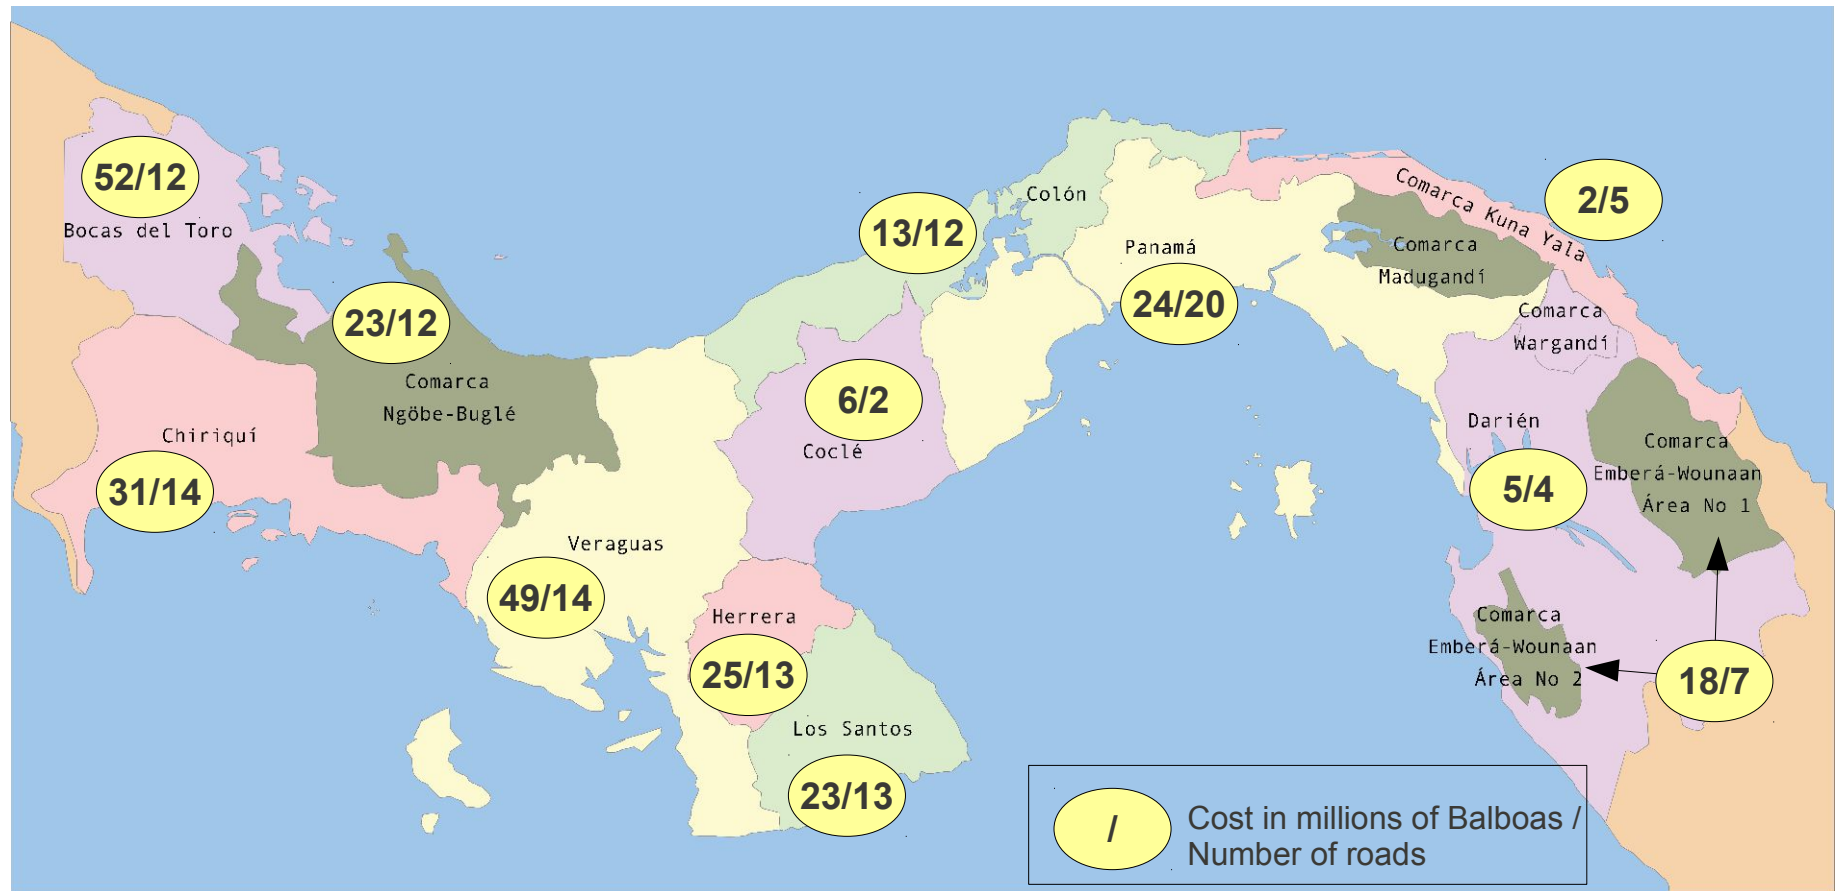 52/12
Bocas del Toro
23/12
Comarca
Ngöbe-Buglé
Chiriquí
31/14
Veraguas
49/14
Herrera
25/13
Los Santos
23/13
6/2
Coclé
13/12
Colón
Panamá
24/20
Comarca Kuna Yala
2/5
Comarca
Madugandí
Comarca
Wargandí
Darién
5/4
Comarca
Emberá-Wounaan
Área No 1
Comarca
Emberá-Wounaan
Área No 2
18/7
/
Cost in millions of Balboas /
Number of roads